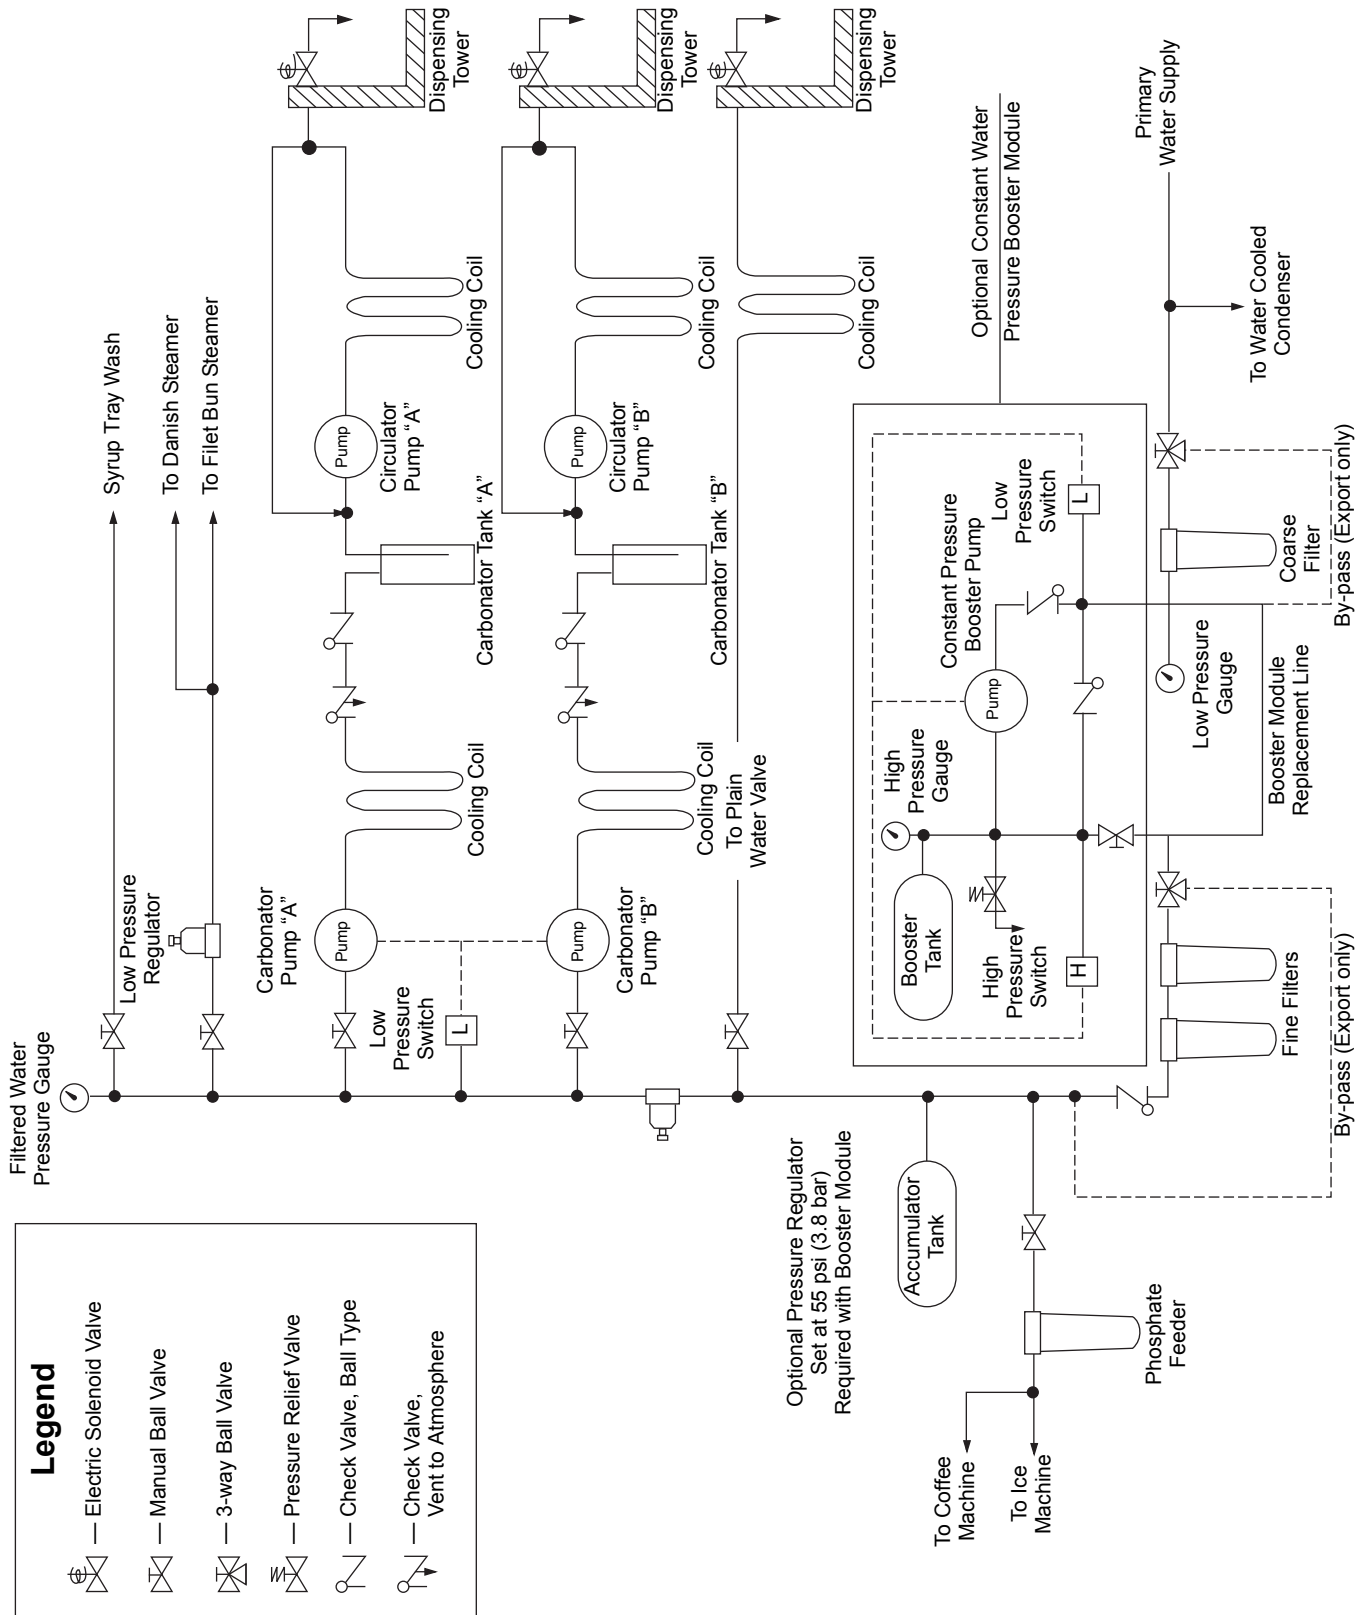 Legend
Electric Solenoid Valve
Manual Ball Valve
3-way Ball Valve
Pressure Relief Valve
Check Valve, Ball Type
Check Valve,
Vent to Atmosphere
Filtered Water
Pressure Gauge
Syrup Tray Wash
Low Pressure
Regulator
To Danish Steamer
To Filet Bun Steamer
Carbonator
Pump “A”
Pump
Cooling Coil
Carbonator Tank “A”
Circulator
Pump “A”
Pump
Cooling Coil
Dispensing
Tower
Low
Pressure
Switch
L
Carbonator
Pump “B”
Pump
Cooling Coil
Carbonator Tank “B”
Circulator
Pump “B”
Pump
Cooling Coil
Dispensing
Tower
To Plain
Water Valve
Cooling Coil
Dispensing
Tower
Optional Pressure Regulator
Set at 55 psi (3.8 bar)
Required with Booster Module
Accumulator
Tank
To Coffee
Machine
To Ice
Machine
Phosphate
Feeder
Optional Constant Water
Pressure Booster Module
Booster
Tank
High
Pressure
Gauge
High
Pressure
Switch
H
Pump
Constant Pressure
Booster Pump
Low
Pressure
Switch
L
Primary
Water Supply
To Water Cooled
Condenser
Coarse
Filter
Low Pressure
Gauge
Booster Module
Replacement Line
Fine Filters
By-pass (Export only)
By-pass (Export only)